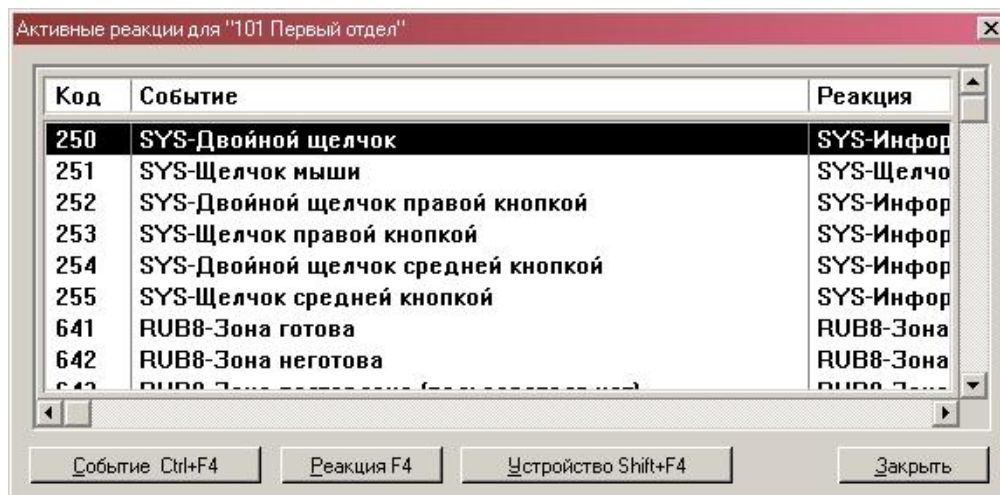 Активные реакции для "101 Первый отдел"
Код Событие Реакция
250 SYS-Двойной щелчок SYS-Инфор
251 SYS-Щелчок мыши SYS-Щелчо
252 SYS-Двойной щелчок правой кнопкой SYS-Инфор
253 SYS-Щелчок правой кнопкой SYS-Инфор
254 SYS-Двойной щелчок средней кнопкой SYS-Инфор
255 SYS-Щелчок средней кнопкой SYS-Инфор
641 RUB8-Зона готова RUB8-Зона
642 RUB8-Зона неготова RUB8-Зона
Событие Ctrl+F4 Реакция F4 Устройство Shift+F4 Закрыть